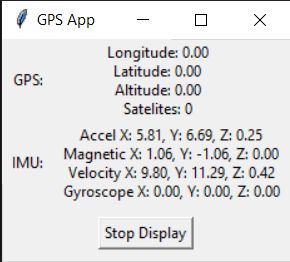 GPS App
Longitude: 0.00
Latitude: 0.00
GPS:
Altitude: 0.00
Satelites: 0
Accel X: 5.81, Y: 6.69, Z: 0.25
Magnetic X: 1.06, Y: -1.06, Z: 0.00
IMU:
Velocity X: 9.80, Y: 11.29, Z: 0.42
Gyroscope X: 0.00, Y: 0.00, Z: 0.00
Stop Display